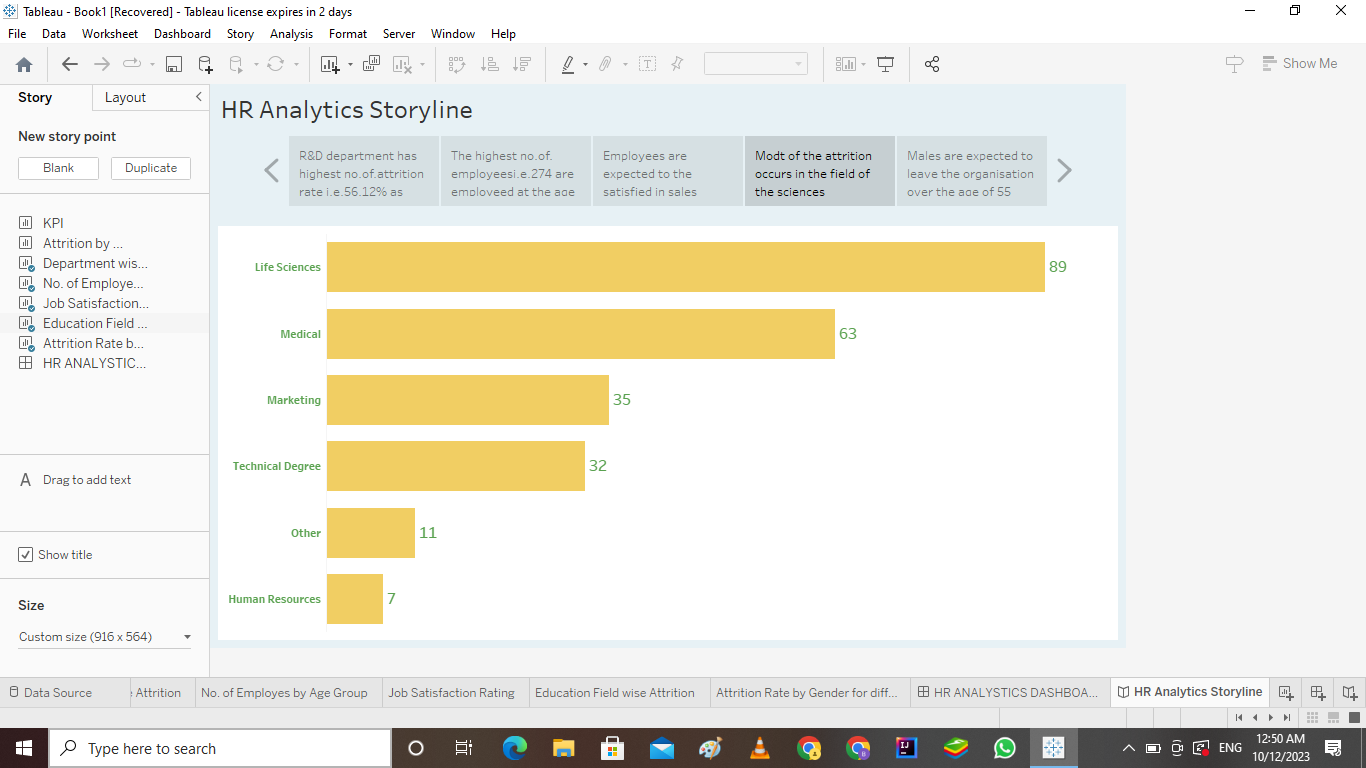 Tableau - Book1 [Recovered] - Tableau license expires in 2 days
File Data Worksheet Dashboard Story Analysis Format Server Window Help
Show Me
Story Layout
New story point
Blank Duplicate
KPI
Attrition by ...
Department wis...
No. of Employe...
Job Satisfaction...
Education Field ...
Attrition Rate b...
HR ANALYSTIC...
A Drag to add text
Show title
Size
Custom size (916 x 564)
HR Analytics Storyline
R&D department has
highest no.of.attrition
rate i.e.56.12% as
The highest no.of.
employeesi.e.274 are
employeed at the age
Employees are
expected to the
satisfied in sales
Modt of the attrition
occurs in the field of
the sciences
Males are expected to
leave the organisation
over the age of 55
Life Sciences 89
Medical 63
Marketing 35
Technical Degree 32
Other 11
Human Resources 7
Data Source Attrition No. of Employes by Age Group Job Satisfaction Rating Education Field wise Attrition Attrition Rate by Gender for diff... HR ANALYSTICS DASHBOA... HR Analytics Storyline
Type here to search
ENG
12:50 AM
10/12/2023